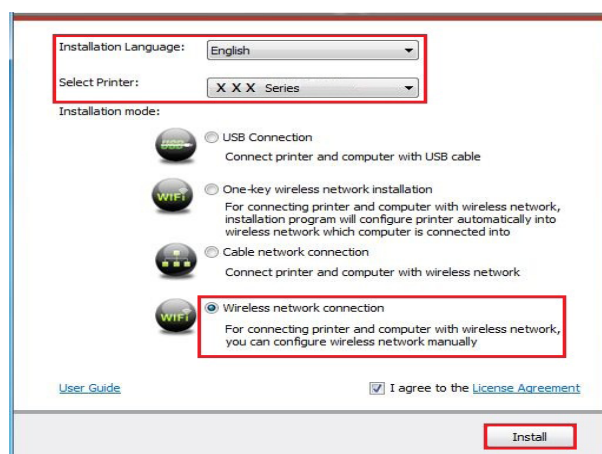 Installation Language: English
Select Printer: X X X Series
Installation mode:
USB USB Connection
Connect printer and computer with USB cable
WiFi One-key wireless network installation
For connecting printer and computer with wireless network,
installation program will configure printer automatically into
wireless network which computer is connected into
Cable network connection
Connect printer and computer with wireless network
WiFi Wireless network connection
For connecting printer and computer with wireless network,
you can configure wireless network manually
User Guide I agree to the License Agreement
Install